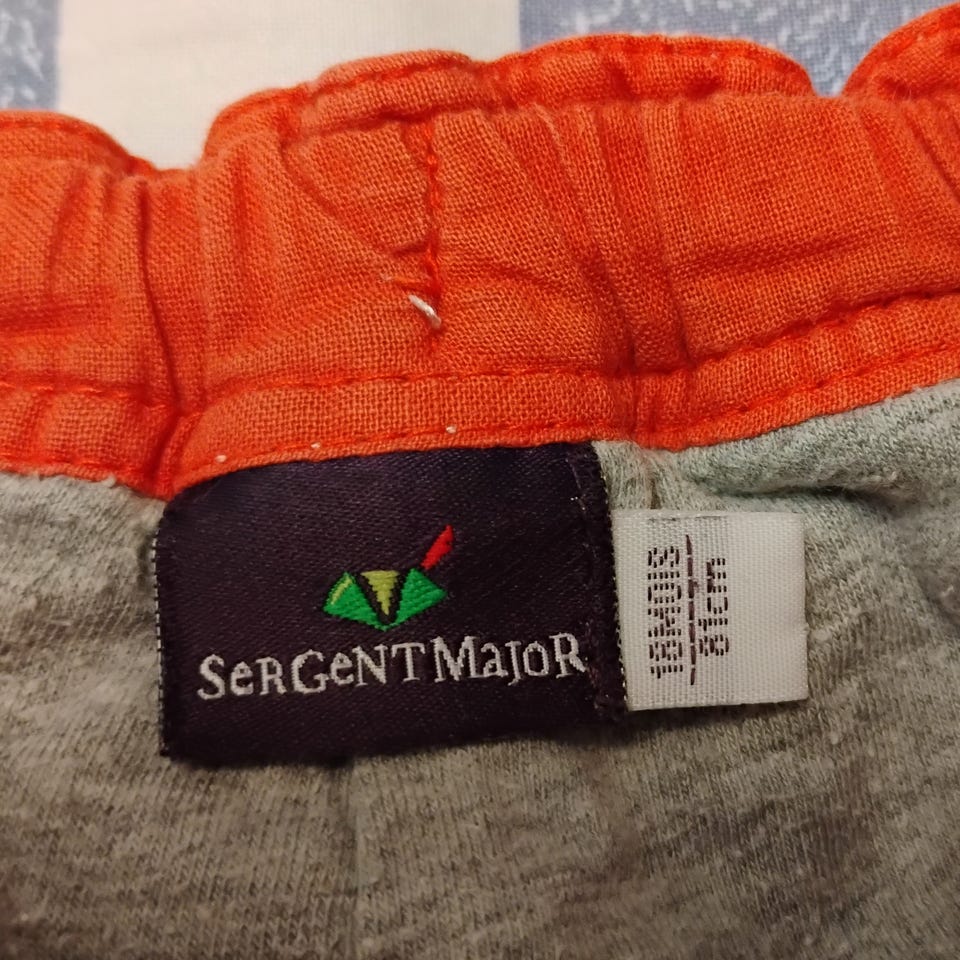 SeRGeNT MaJoR
18MOIS
81cm